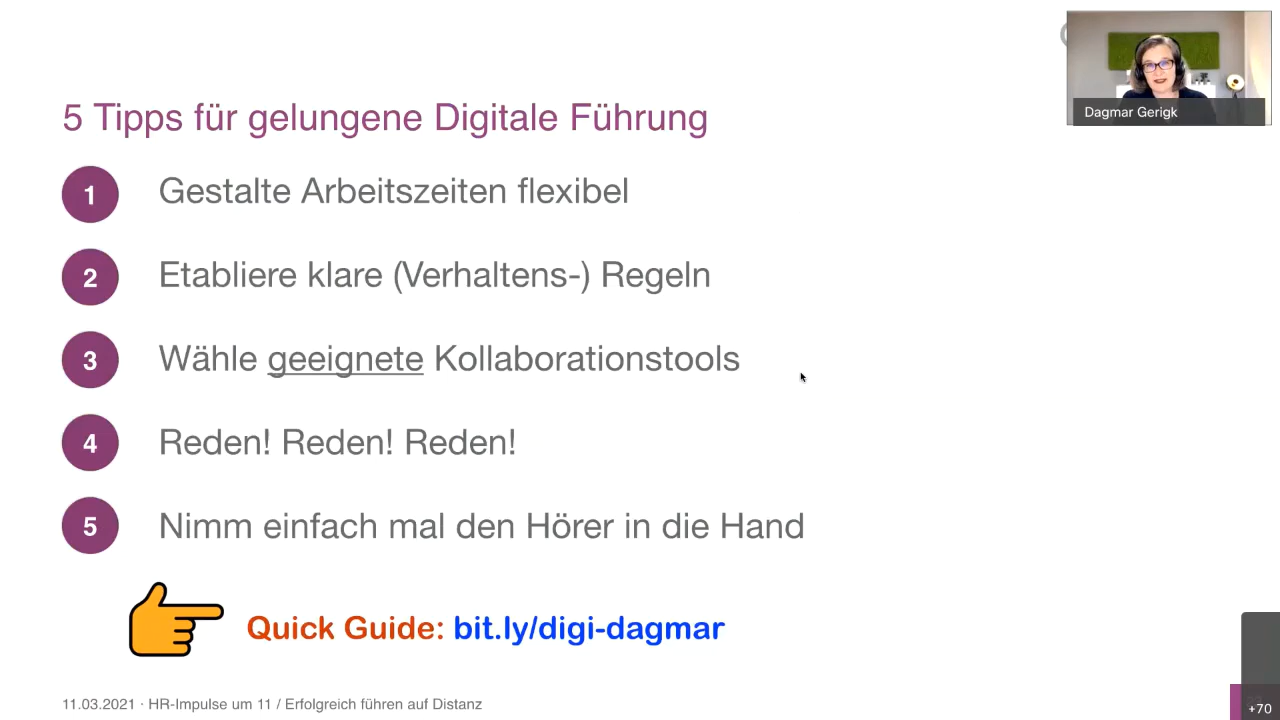 Dagmar Gerigk
5 Tipps für gelungene Digitale Führung
1 Gestalte Arbeitszeiten flexibel
2 Etabliere klare (Verhaltens-) Regeln
3 Wähle geeignete Kollaborationstools
4 Reden! Reden! Reden!
5 Nimm einfach mal den Hörer in die Hand
Quick Guide: bit.ly/digi-dagmar
11.03.2021 · HR-Impulse um 11 / Erfolgreich führen auf Distanz
+70